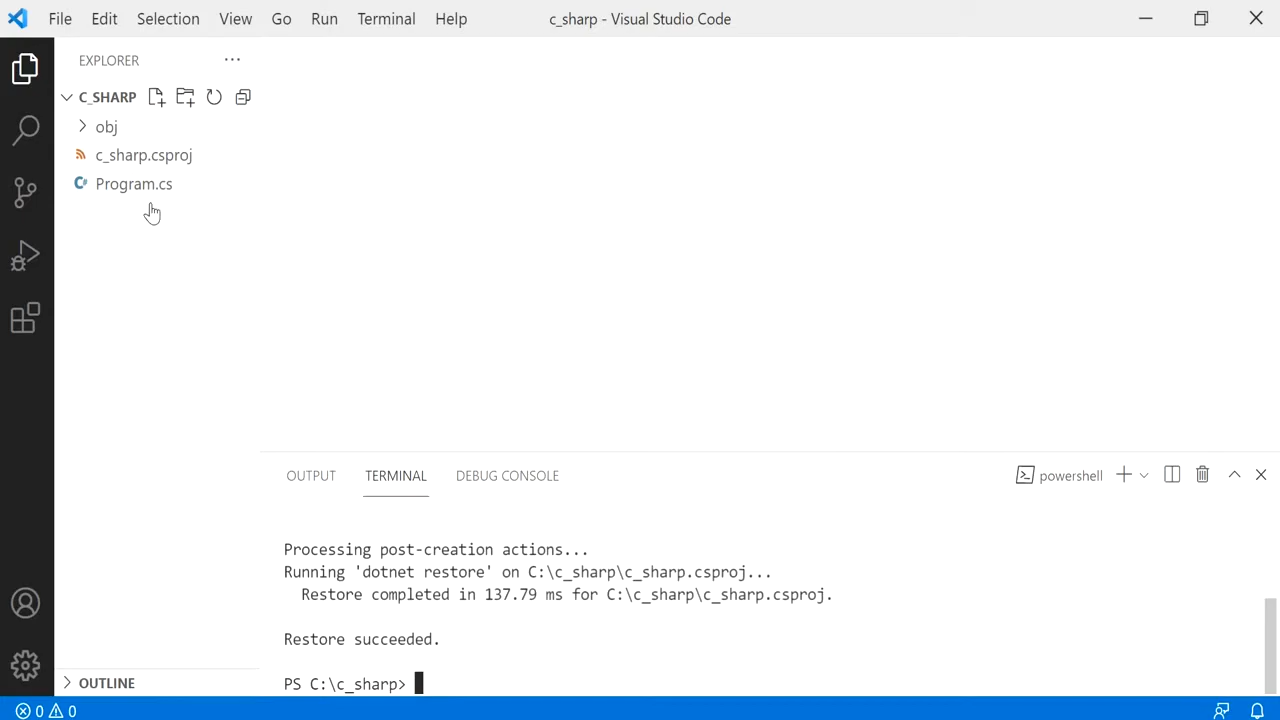 File Edit Selection View Go Run Terminal Help c_sharp - Visual Studio Code
EXPLORER
C_SHARP
obj
c_sharp.csproj
Program.cs
OUTPUT TERMINAL DEBUG CONSOLE powershell
Processing post-creation actions...
Running 'dotnet restore' on C:\c_sharp\c_sharp.csproj...
Restore completed in 137.79 ms for C:\c_sharp\c_sharp.csproj.
Restore succeeded.
PS C:\c_sharp>
OUTLINE
0 0